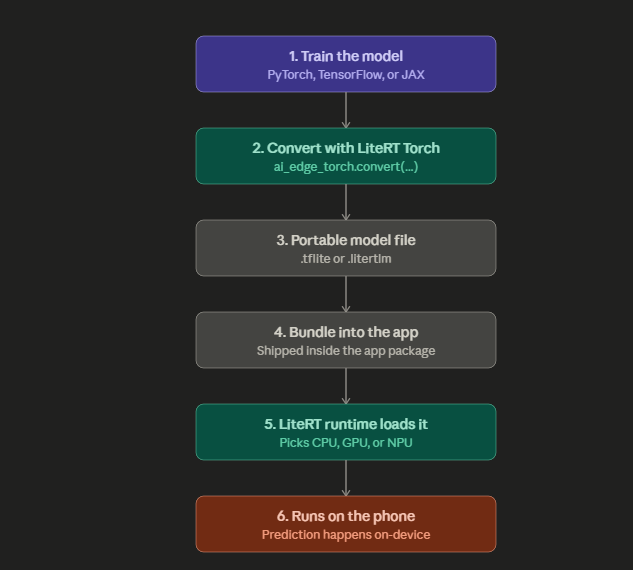 1. Train the model
PyTorch, TensorFlow, or JAX
2. Convert with LiteRT Torch
ai_edge_torch.convert(...)
3. Portable model file
.tflite or .litertlm
4. Bundle into the app
Shipped inside the app package
5. LiteRT runtime loads it
Picks CPU, GPU, or NPU
6. Runs on the phone
Prediction happens on-device